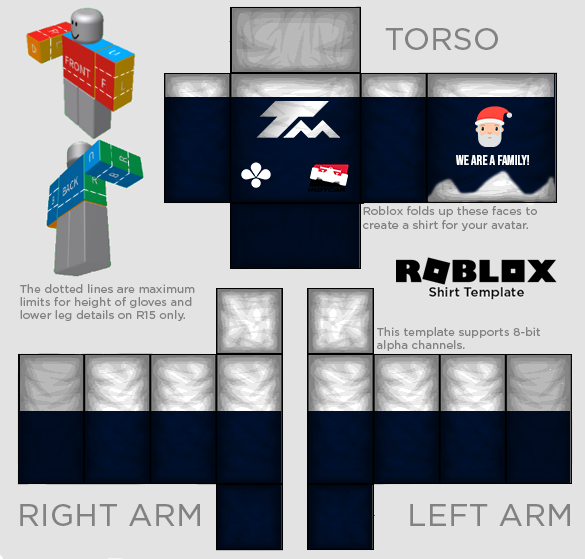 TORSO
FRONT
F
L
D
U
TM
WE ARE A FAMILY!
U
R
B
BACK
R
B
Roblox folds up these faces to
create a shirt for your avatar.
ROBLOX
Shirt Template
The dotted lines are maximum
limits for height of gloves and
lower leg details on R15 only.
This template supports 8-bit
alpha channels.
RIGHT ARM
LEFT ARM